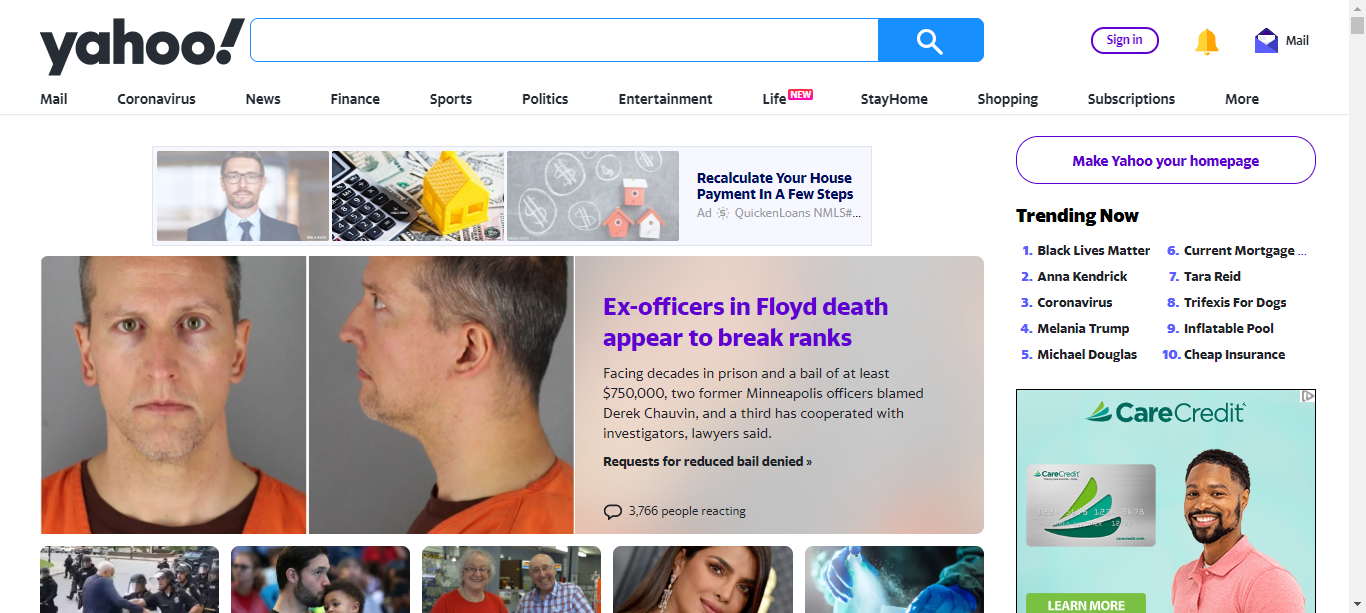 yahoo!
Sign in
Mail
Mail
Coronavirus
News
Finance
Sports
Politics
Entertainment
Life NEW
StayHome
Shopping
Subscriptions
More
Recalculate Your House
Payment In A Few Steps
Ad QuickenLoans NMLS#...
Ex-officers in Floyd death
appear to break ranks
Facing decades in prison and a bail of at least
$750,000, two former Minneapolis officers blamed
Derek Chauvin, and a third has cooperated with
investigators, lawyers said.
Requests for reduced bail denied »
3,766 people reacting
Make Yahoo your homepage
Trending Now
1. Black Lives Matter
2. Anna Kendrick
3. Coronavirus
4. Melania Trump
5. Michael Douglas
6. Current Mortgage ...
7. Tara Reid
8. Trifexis For Dogs
9. Inflatable Pool
10. Cheap Insurance
CareCredit
CareCredit
LEARN MORE